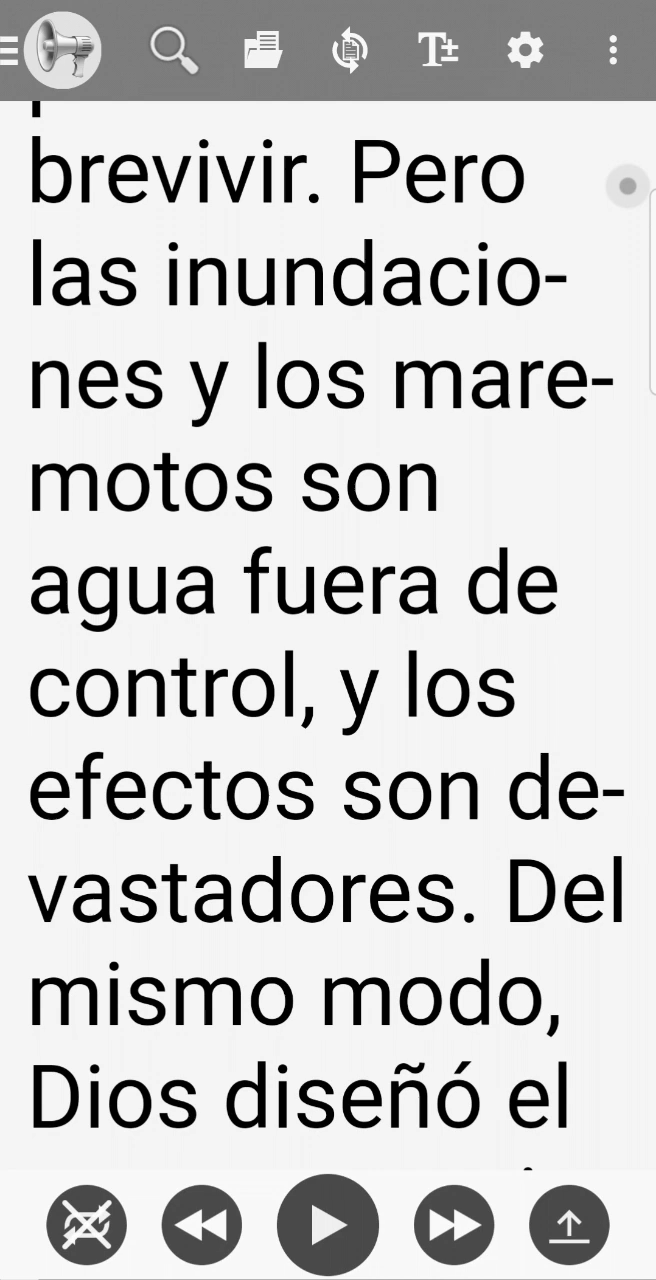 brevivir. Pero
las inundacio-
nes y los mare-
motos son
agua fuera de
control, y los
efectos son de-
vastadores. Del
mismo modo,
Dios diseñó el